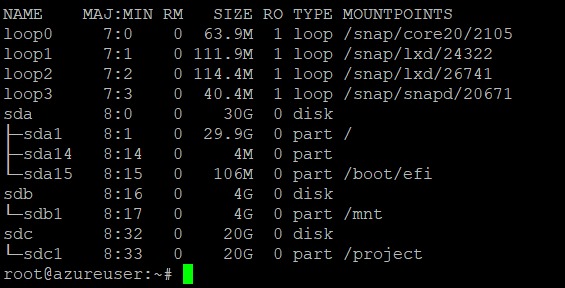 NAME    MAJ:MIN RM   SIZE RO TYPE MOUNTPOINTS
loop0     7:0    0  63.9M  1 loop /snap/core20/2105
loop1     7:1    0 111.9M  1 loop /snap/lxd/24322
loop2     7:2    0 114.4M  1 loop /snap/lxd/26741
loop3     7:3    0  40.4M  1 loop /snap/snapd/20671
sda       8:0    0    30G  0 disk
├─sda1    8:1    0  29.9G  0 part /
├─sda14   8:14   0     4M  0 part
└─sda15   8:15   0   106M  0 part /boot/efi
sdb       8:16   0     4G  0 disk
└─sdb1    8:17   0     4G  0 part /mnt
sdc       8:32   0    20G  0 disk
└─sdc1    8:33   0    20G  0 part /project
root@azureuser:~#